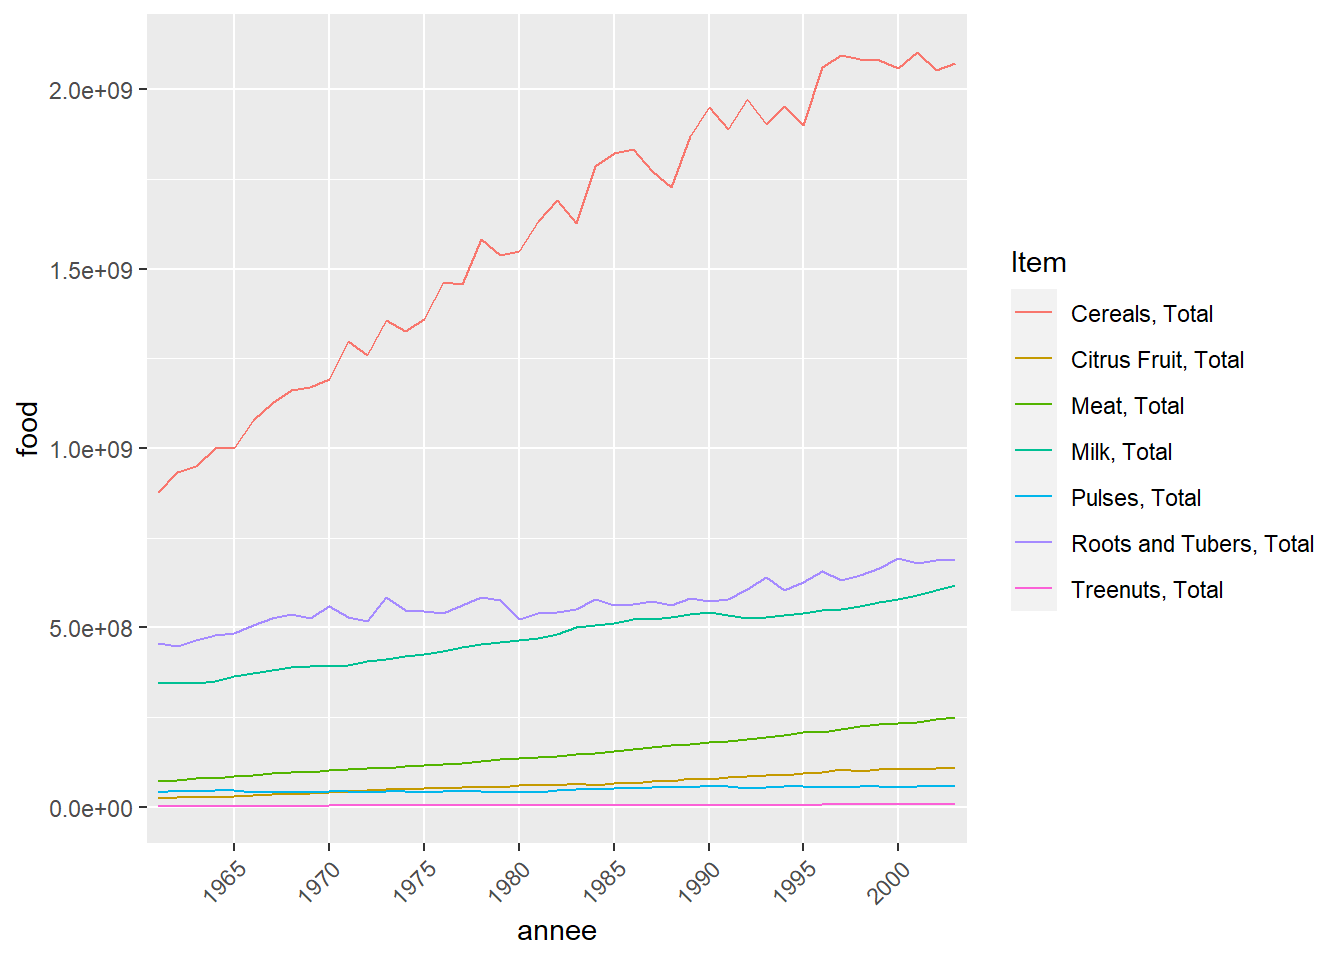 2.0e+09
1.5e+09
1.0e+09
5.0e+08
0.0e+00
food
1965
1970
1975
1980
1985
1990
1995
2000
annee
Item
Cereals, Total
Citrus Fruit, Total
Meat, Total
Milk, Total
Pulses, Total
Roots and Tubers, Total
Treenuts, Total